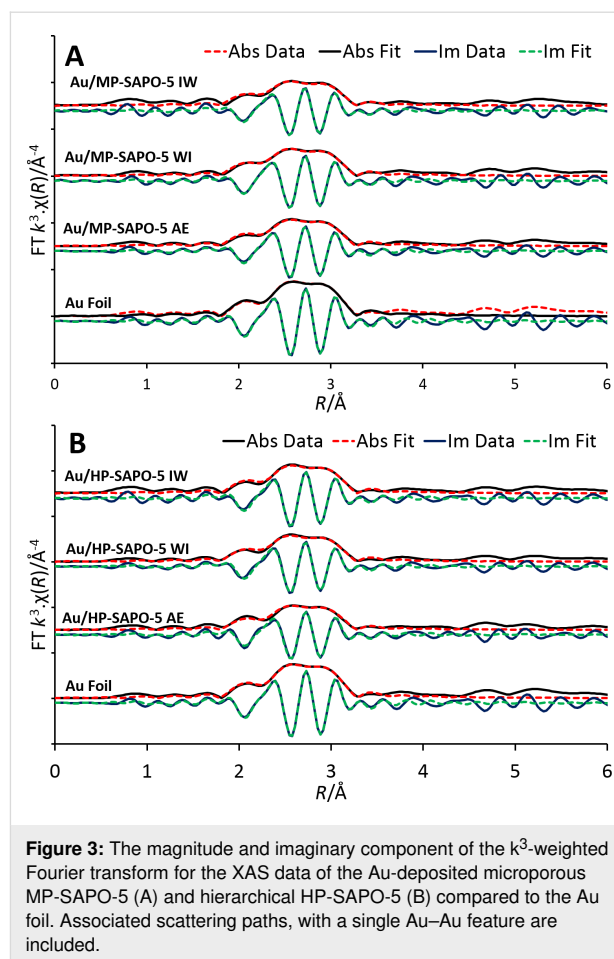 A
Abs Data Abs Fit Im Data Im Fit
Au/MP-SAPO-5 IW
Au/MP-SAPO-5 WI
Au/MP-SAPO-5 AE
Au Foil
FT k³.χ(R)/Å⁻⁴
0 1 2 3 4 5 6
R/Å
B
Abs Data Abs Fit Im Data Im Fit
Au/HP-SAPO-5 IW
Au/HP-SAPO-5 WI
Au/HP-SAPO-5 AE
Au Foil
FT k³.χ(R)/Å⁻⁴
0 1 2 3 4 5 6
R/Å
Figure 3: The magnitude and imaginary component of the k³-weighted
Fourier transform for the XAS data of the Au-deposited microporous
MP-SAPO-5 (A) and hierarchical HP-SAPO-5 (B) compared to the Au
foil. Associated scattering paths, with a single Au–Au feature are
included.